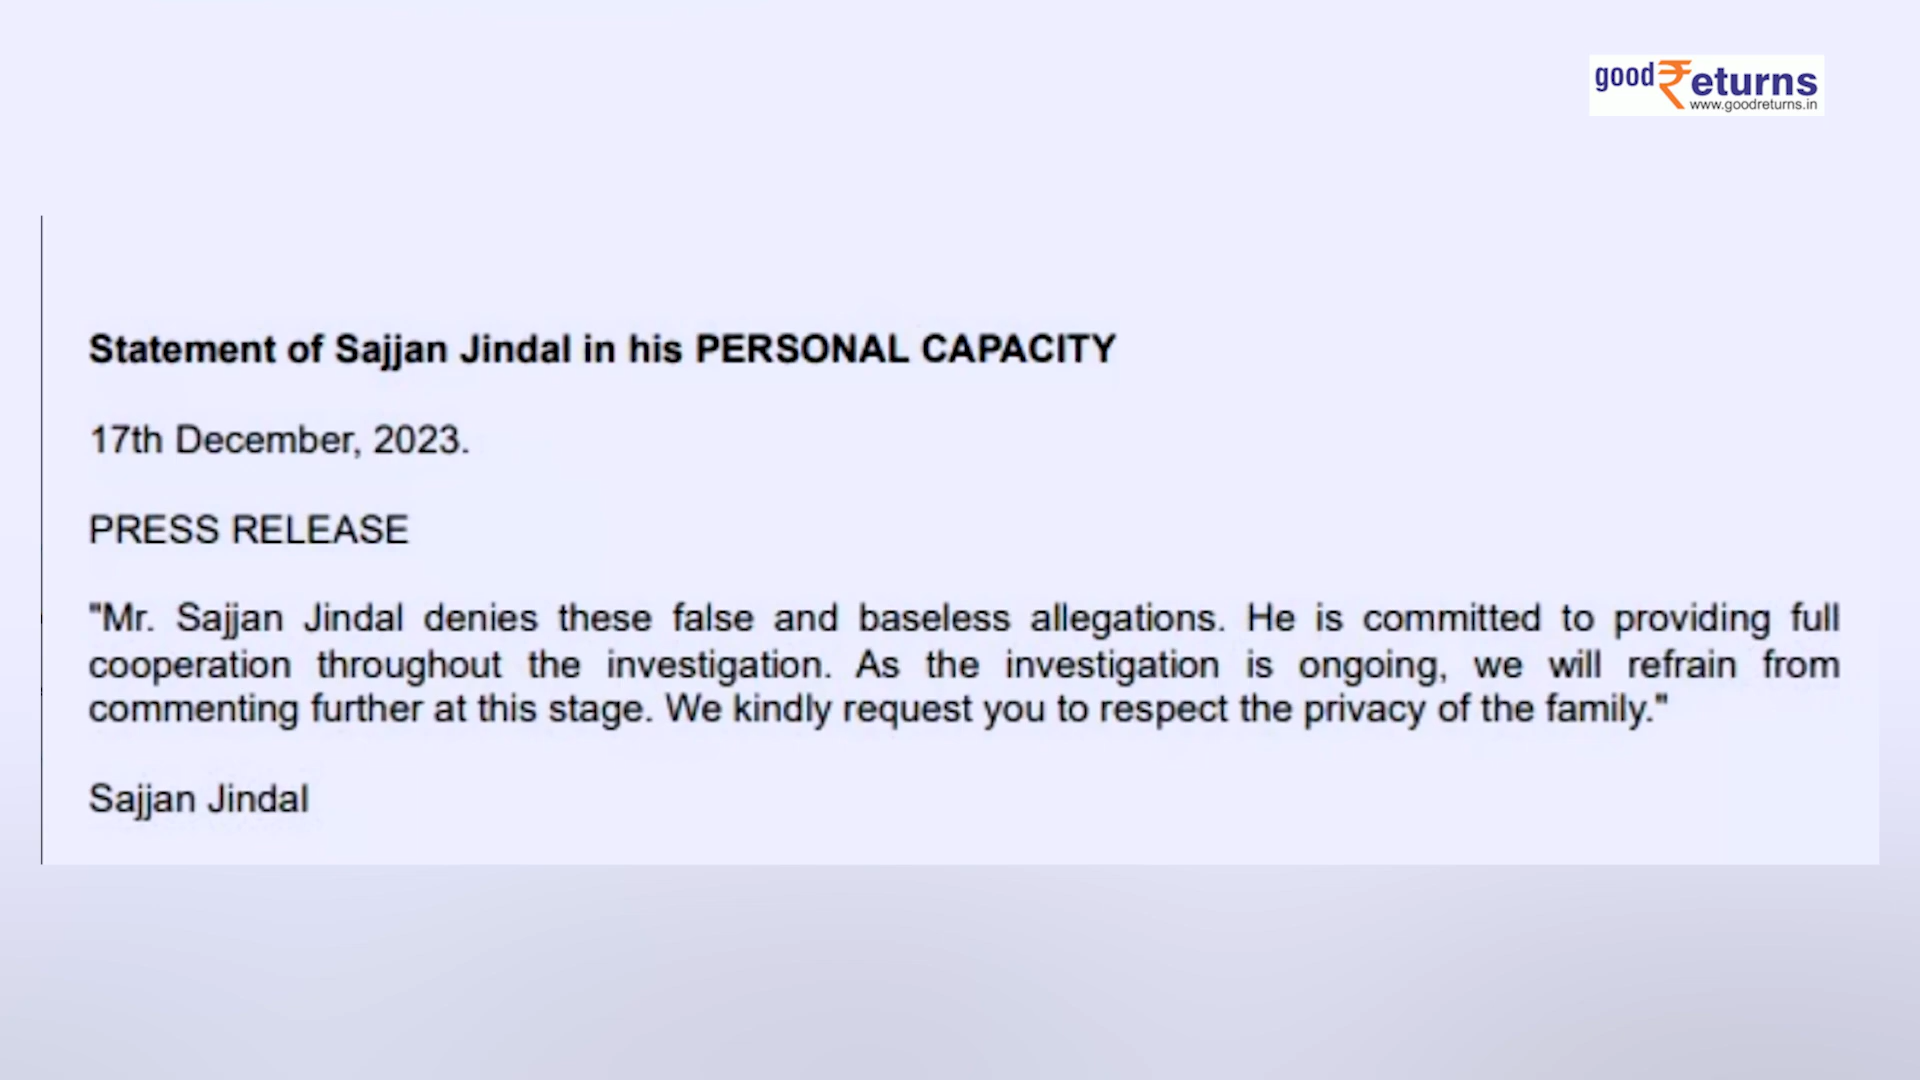 good ₹eturns
www.goodreturns.in
Statement of Sajjan Jindal in his PERSONAL CAPACITY
17th December, 2023.
PRESS RELEASE
"Mr. Sajjan Jindal denies these false and baseless allegations. He is committed to providing full
cooperation throughout the investigation. As the investigation is ongoing, we will refrain from
commenting further at this stage. We kindly request you to respect the privacy of the family."
Sajjan Jindal